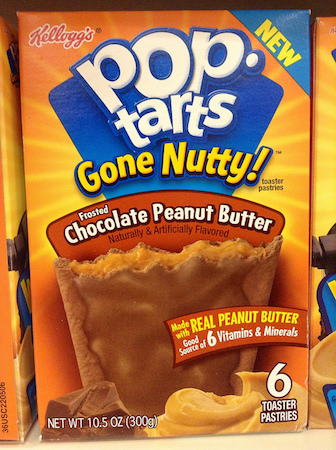 Kellogg's®
NEW
POP·
tarts
Gone Nutty!™
toaster
pastries
Frosted
Chocolate Peanut Butter
Naturally & Artificially Flavored
Made
with REAL PEANUT BUTTER
Good
Source of 6 Vitamins & Minerals
6
TOASTER
PASTRIES
NET WT 10.5 OZ (300g)